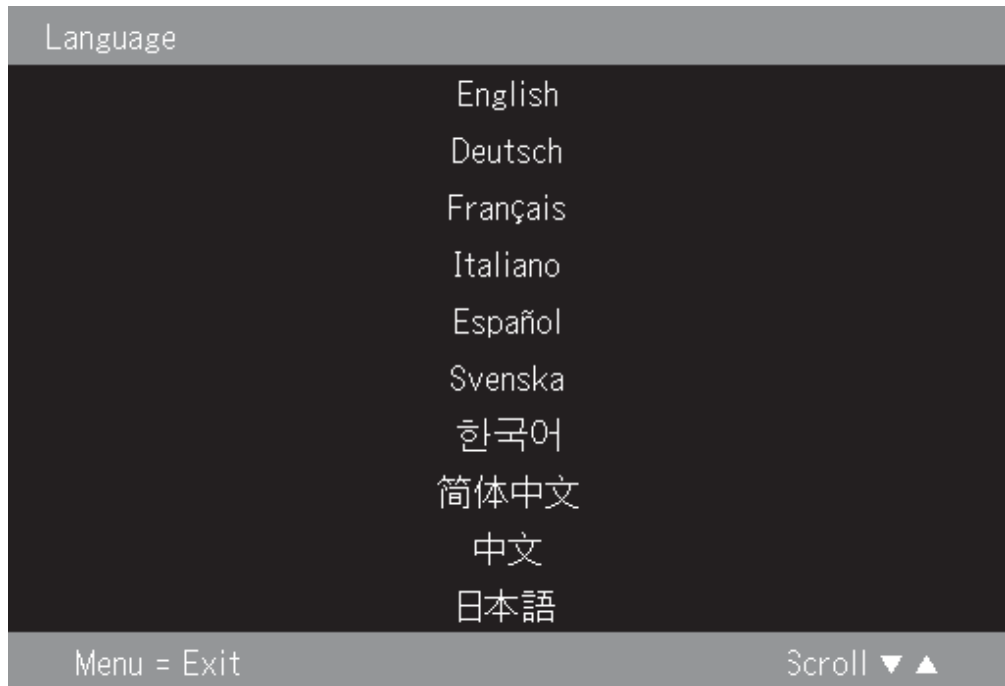 Language
English
Deutsch
Français
Italiano
Español
Svenska
한국어
简体中文
中文
日本語
Menu = Exit Scroll ▼ ▲